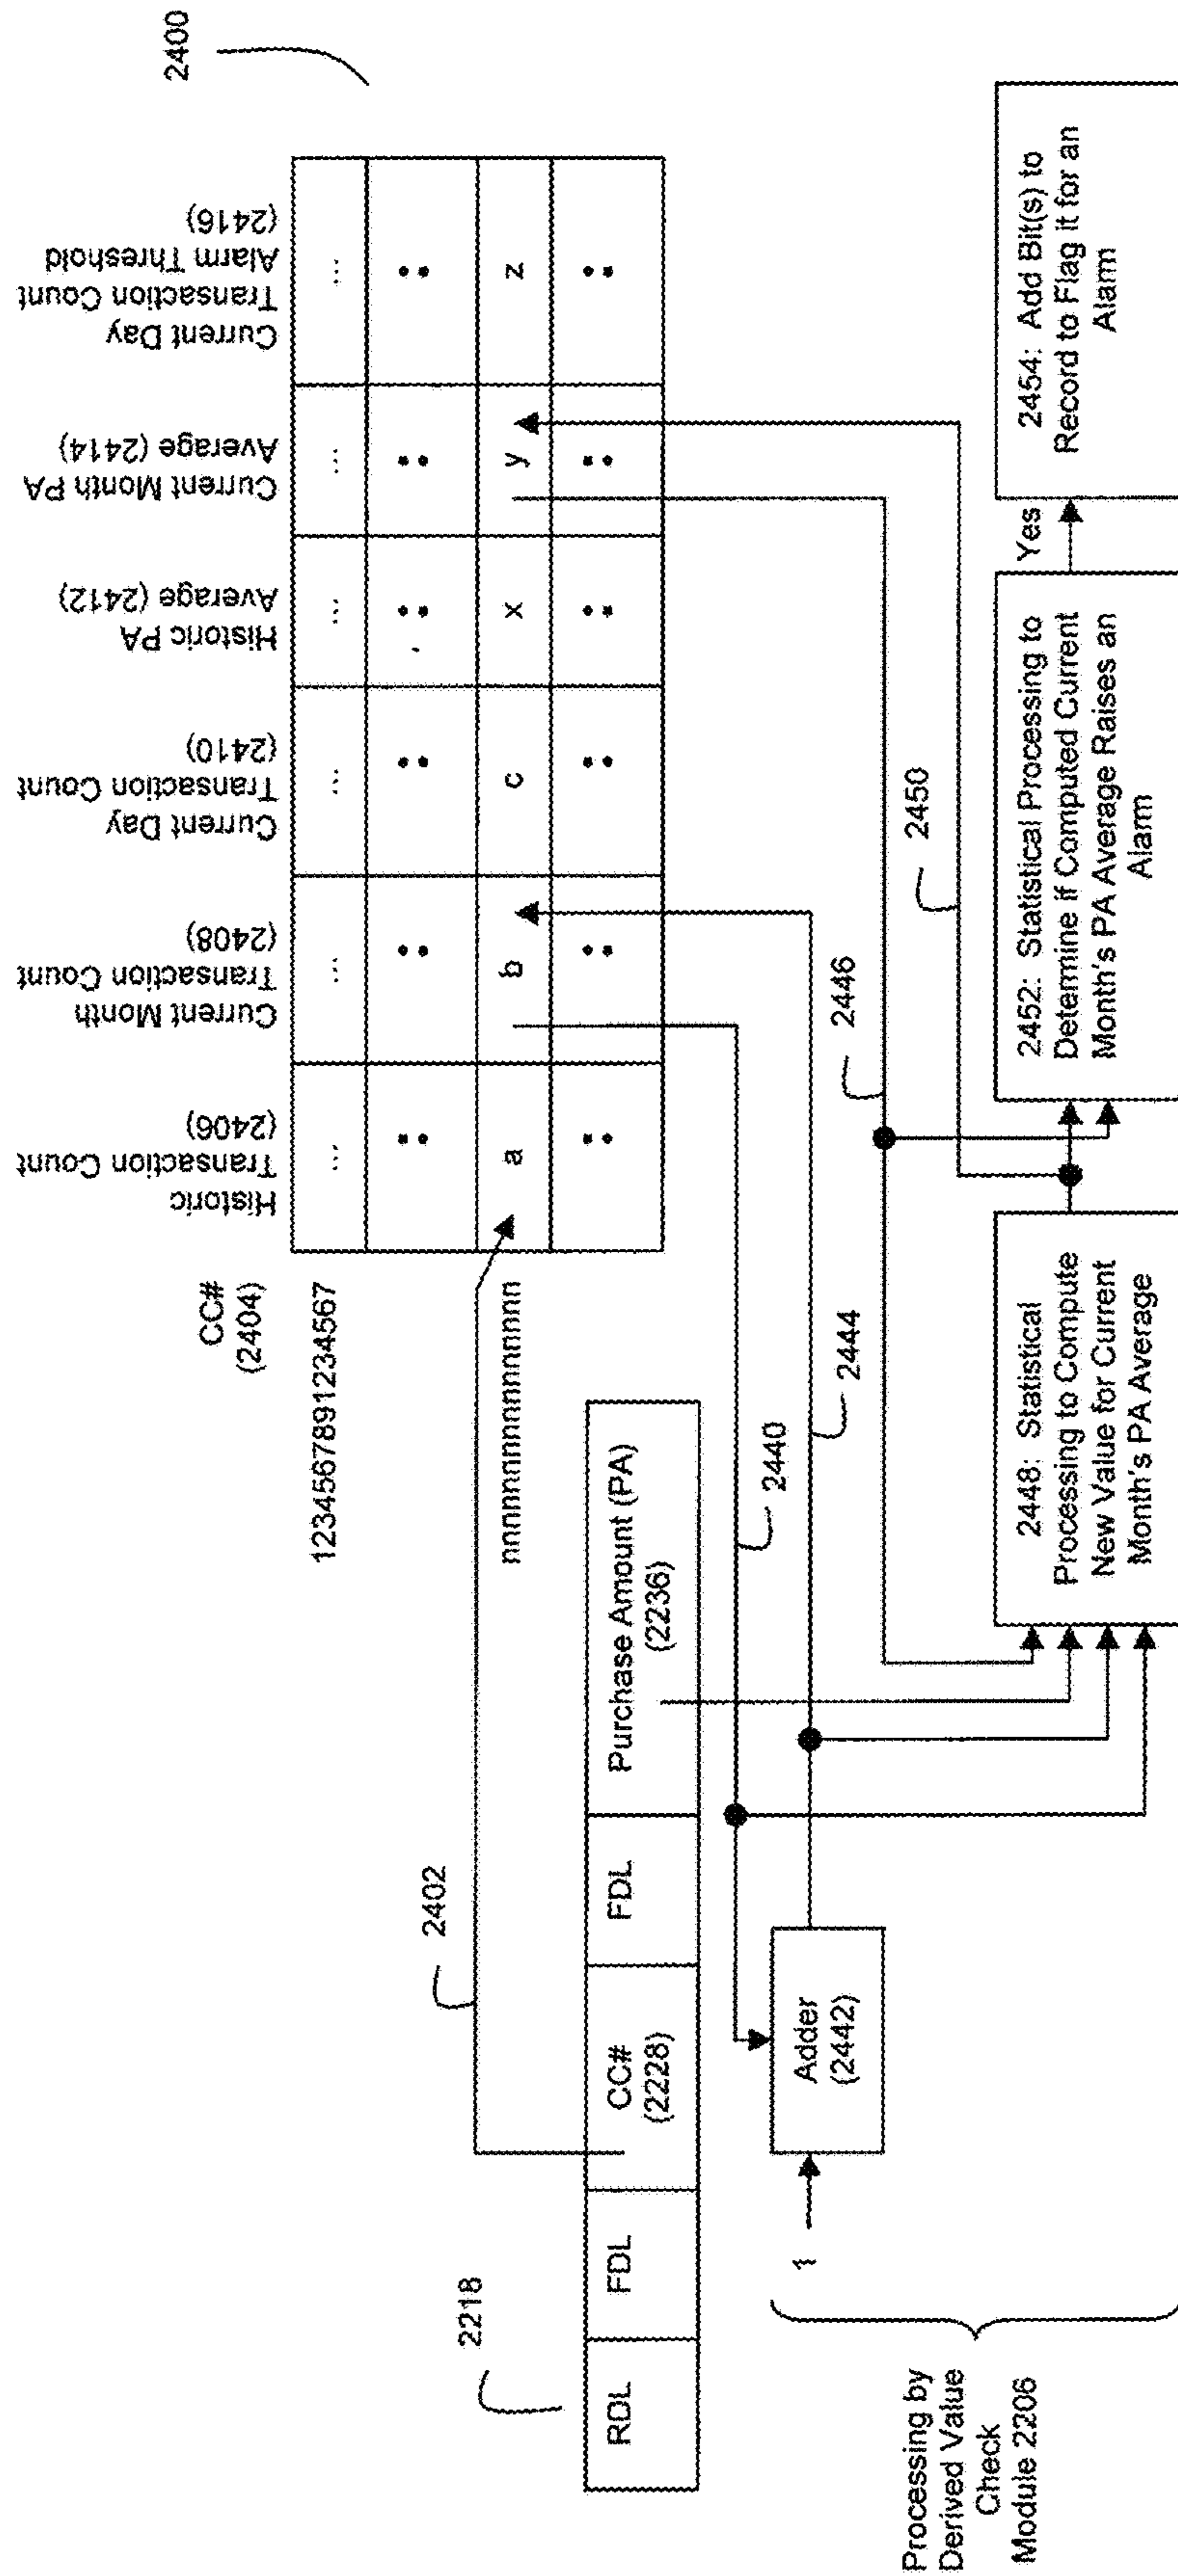 2400
CC#
(2404)
Historic
Transaction Count
(2406)
Current Month
Transaction Count
(2408)
Current Day
Transaction Count
(2410)
Historic PA
Average (2412)
Current Month PA
Average (2414)
Current Day
Transaction Count
Alarm Threshold
(2416)
1234567891234567
... ... ... ... ... ...
nnnnnnnnnnnnn
a b c x y z
2402
2218
RDL
FDL
CC#
(2228)
FDL
Purchase Amount (PA)
(2236)
2440
2444
2446
2450
1
Adder
(2442)
Processing by
Derived Value
Check
Module 2206
2448: Statistical
Processing to Compute
New Value for Current
Month's PA Average
2452: Statistical Processing to
Determine if Computed Current
Month's PA Average Raises an
Alarm
Yes
2454: Add Bit(s) to
Record to Flag it for an
Alarm